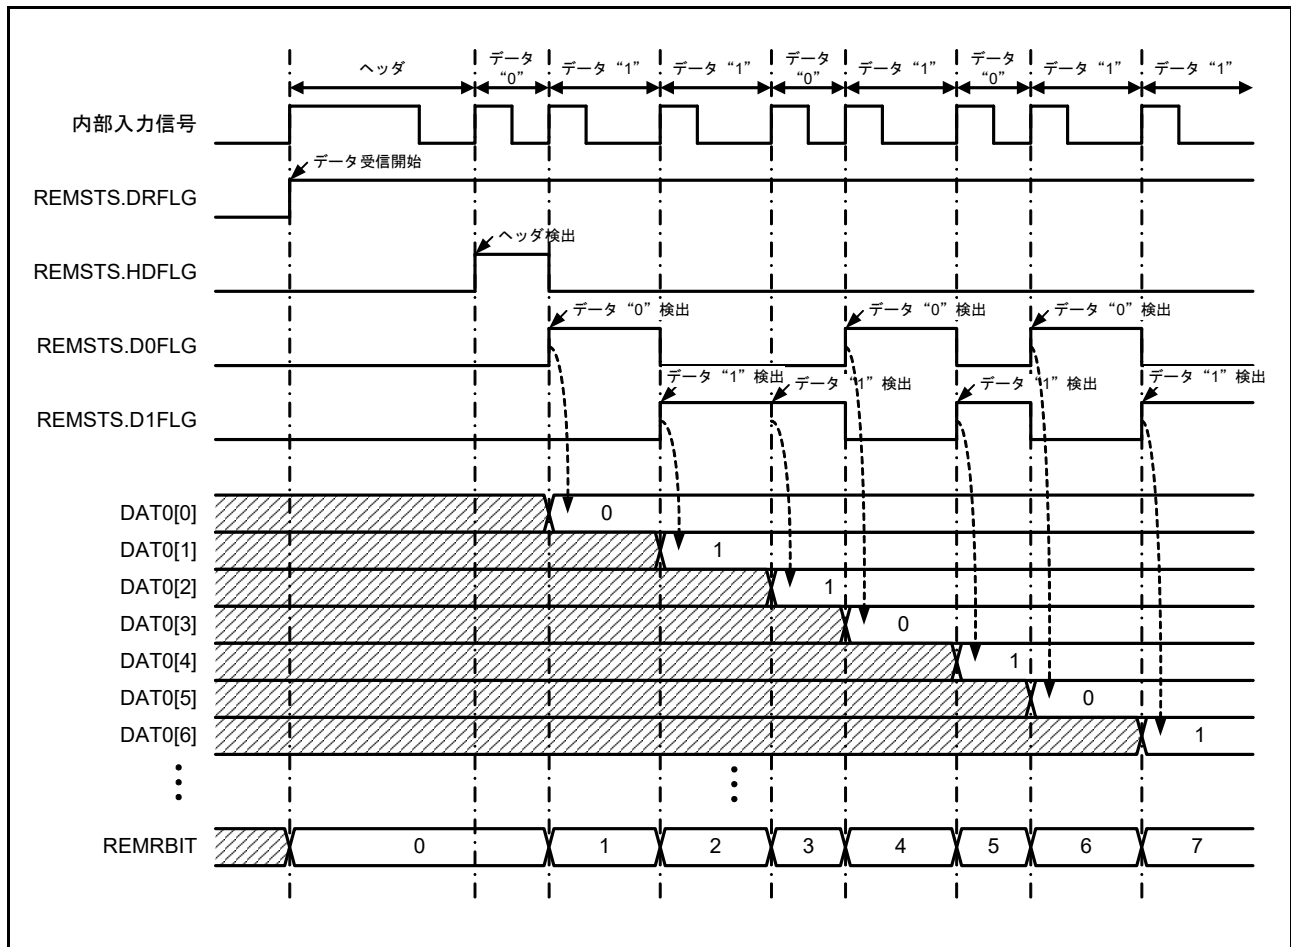 ヘッダ
データ
“0”
データ “1”
データ “1”
データ
“0”
データ “1”
データ
“0”
データ “1”
データ “1”
内部入力信号
データ受信開始
REMSTS.DRFLG
ヘッダ検出
REMSTS.HDFLG
データ “0” 検出
データ “0” 検出
データ “0” 検出
REMSTS.D0FLG
データ “1” 検出
データ “1” 検出
データ “1” 検出
データ “1” 検出
REMSTS.D1FLG
DAT0[0]
0
DAT0[1]
1
DAT0[2]
1
DAT0[3]
0
DAT0[4]
1
DAT0[5]
0
DAT0[6]
1
REMRBIT
0
1
2
3
4
5
6
7